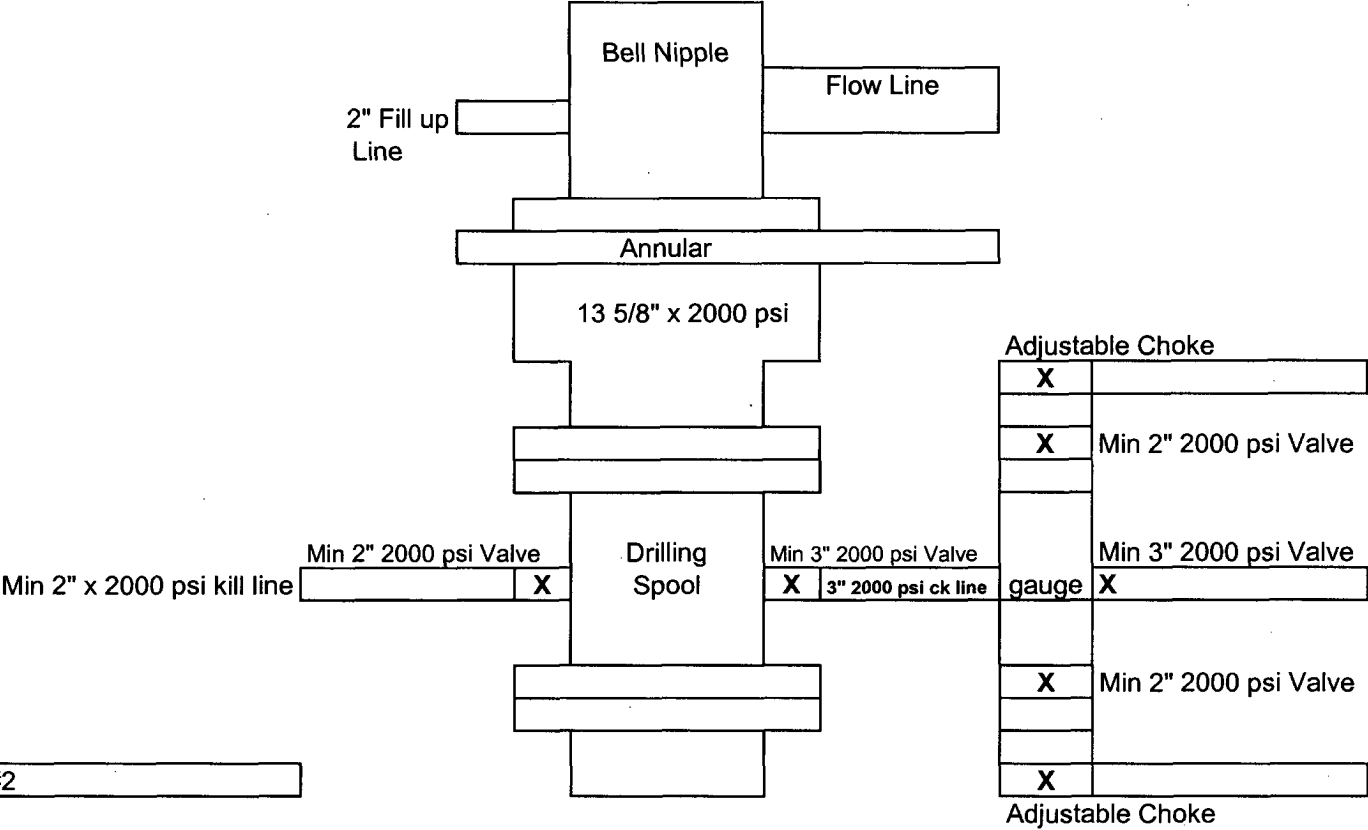 Bell Nipple
Flow Line
2" Fill up
Line
Annular
13 5/8" x 2000 psi
Adjustable Choke
X
X Min 2" 2000 psi Valve
Min 2" 2000 psi Valve
Drilling
Spool
Min 3" 2000 psi Valve
Min 3" 2000 psi Valve
Min 2" x 2000 psi kill line
X
X
3" 2000 psi ck line
gauge
X
X Min 2" 2000 psi Valve
2
X
Adjustable Choke